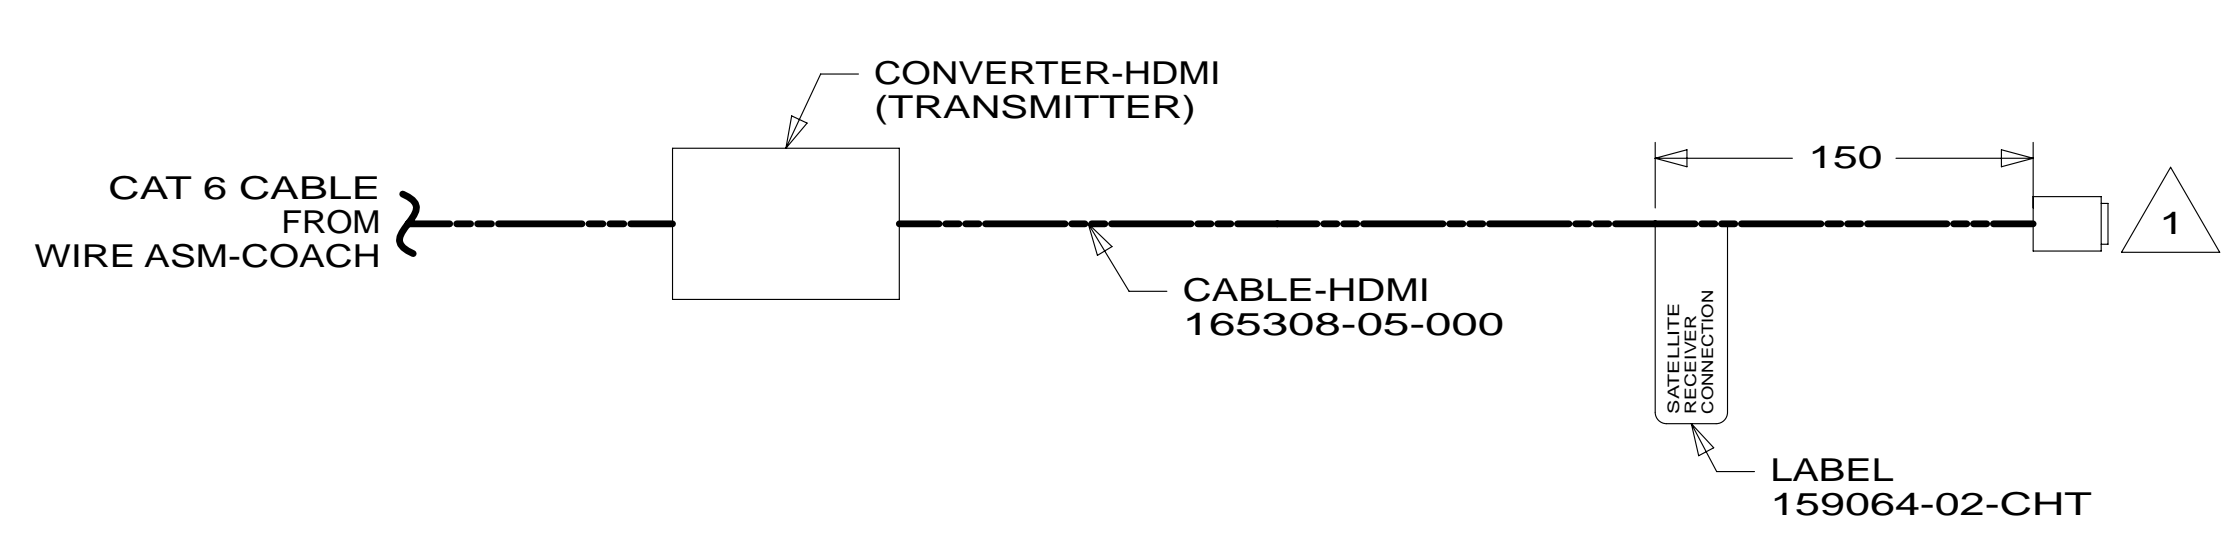 CONVERTER-HDMI
(TRANSMITTER)
150
CAT 6 CABLE
FROM
WIRE ASM-COACH
1
CABLE-HDMI
165308-05-000
SATELLITE
RECEIVER
CONNECTION
LABEL
159064-02-CHT